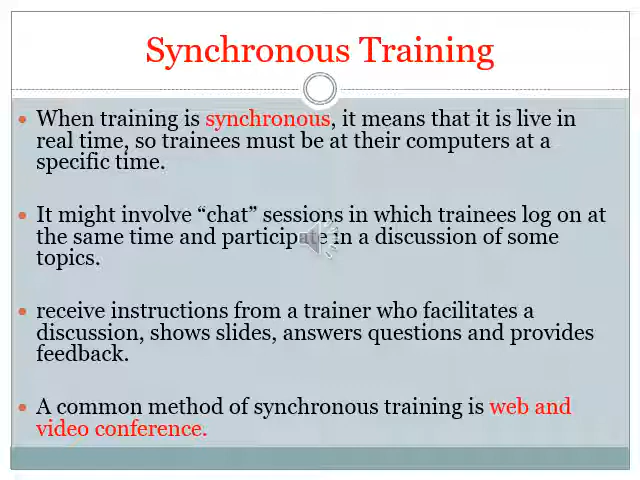 Synchronous Training
When training is synchronous, it means that it is live in
real time, so trainees must be at their computers at a
specific time.
It might involve “chat” sessions in which trainees log on at
the same time and participate in a discussion of some
topics.
receive instructions from a trainer who facilitates a
discussion, shows slides, answers questions and provides
feedback.
A common method of synchronous training is web and
video conference.